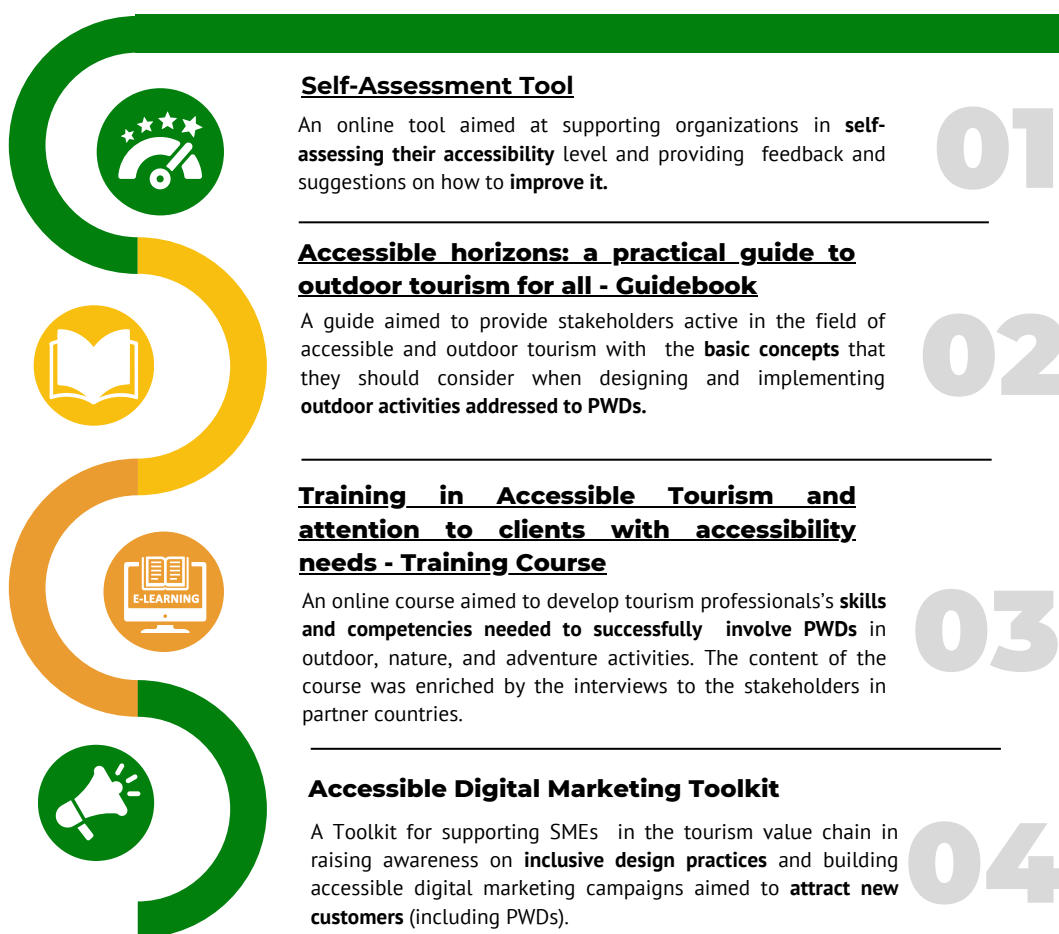 Self-Assessment Tool
An online tool aimed at supporting organizations in self-
assessing their accessibility level and providing feedback and
suggestions on how to improve it.
01
Accessible horizons: a practical guide to
outdoor tourism for all - Guidebook
A guide aimed to provide stakeholders active in the field of
accessible and outdoor tourism with the basic concepts that
they should consider when designing and implementing
outdoor activities addressed to PWDs.
02
Training in Accessible Tourism and
attention to clients with accessibility
needs - Training Course
E-LEARNING
An online course aimed to develop tourism professionals's skills
and competencies needed to successfully involve PWDs in
outdoor, nature, and adventure activities. The content of the
course was enriched by the interviews to the stakeholders in
partner countries.
03
Accessible Digital Marketing Toolkit
A Toolkit for supporting SMEs in the tourism value chain in
raising awareness on inclusive design practices and building
accessible digital marketing campaigns aimed to attract new
customers (including PWDs).
04